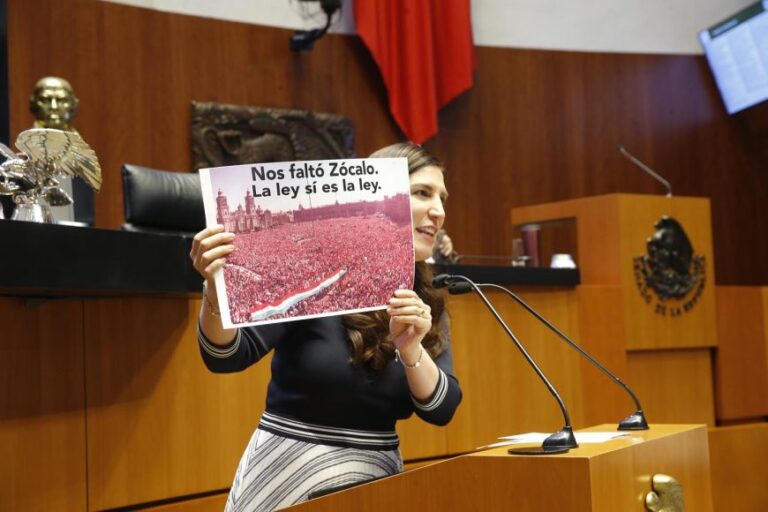 Nos faltó Zócalo.
La ley sí es la ley.